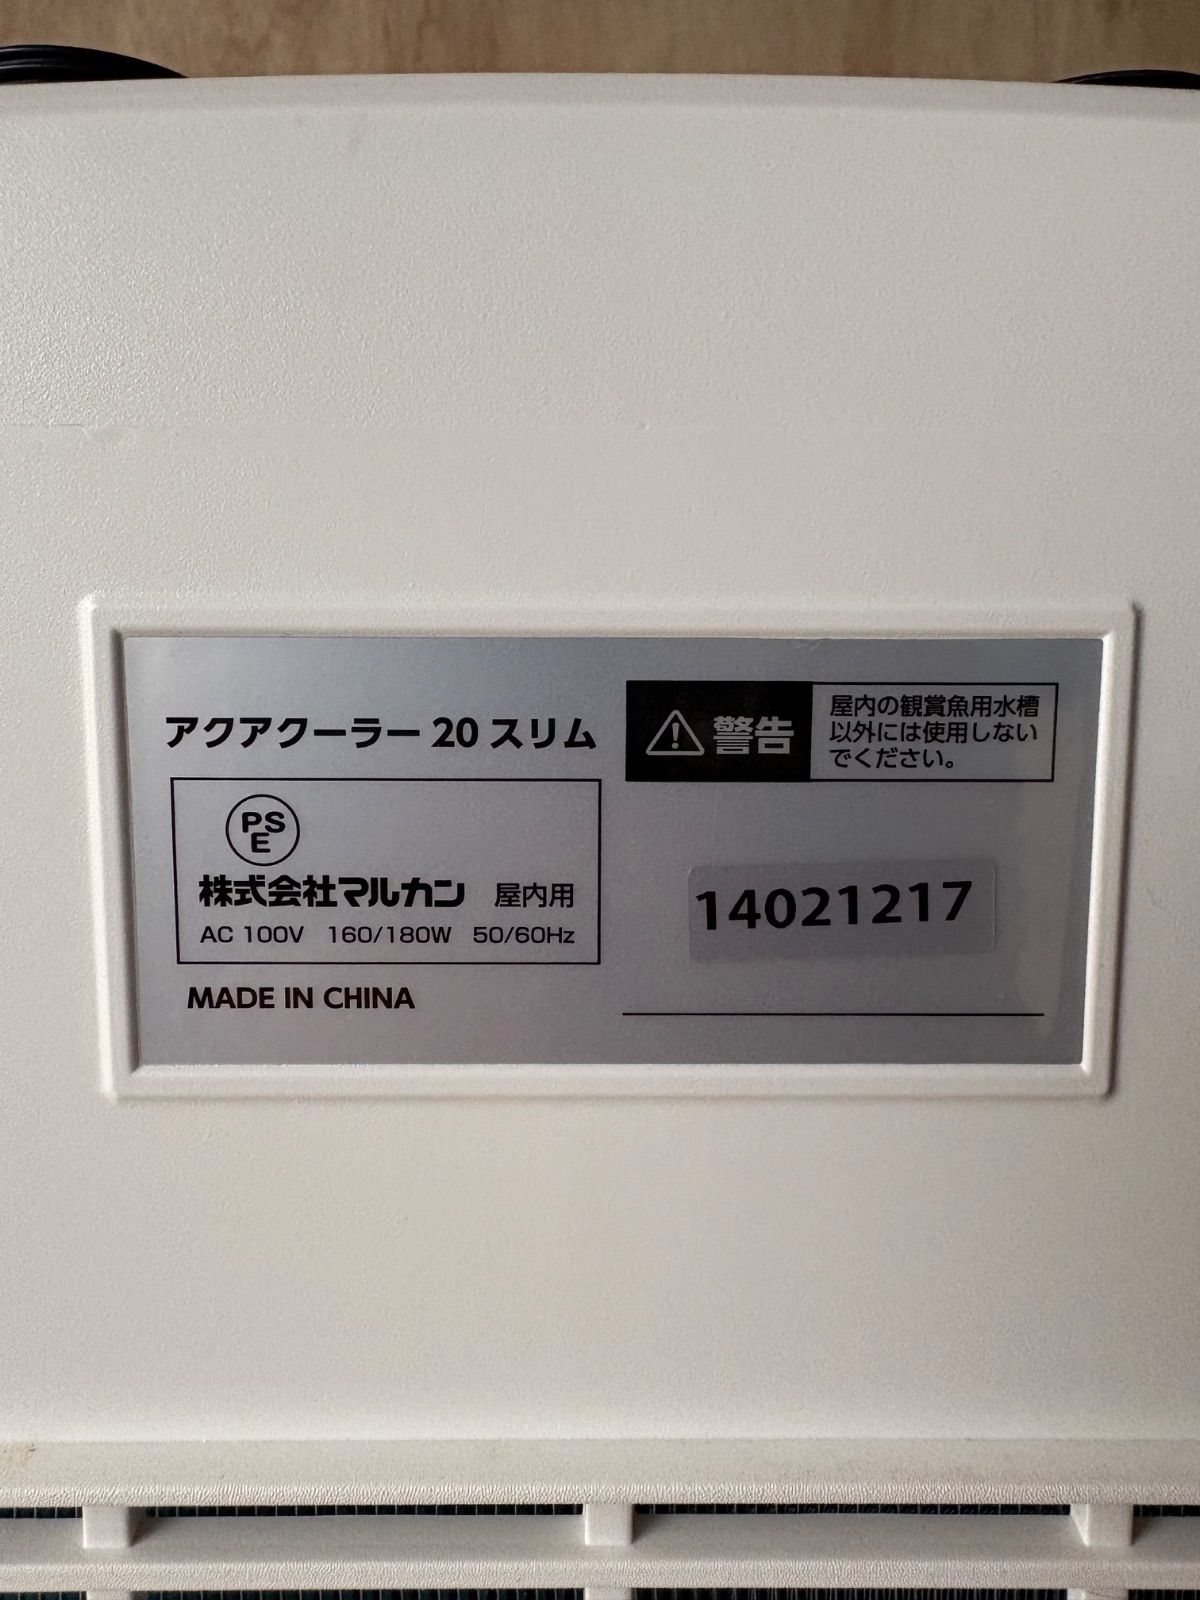 アクアクーラー 20 スリム
PSE
株式会社マルカン 屋内用
AC 100V 160/180W 50/60Hz
MADE IN CHINA
警告
屋内の観賞魚用水槽
以外には使用しない
でください。
14021217